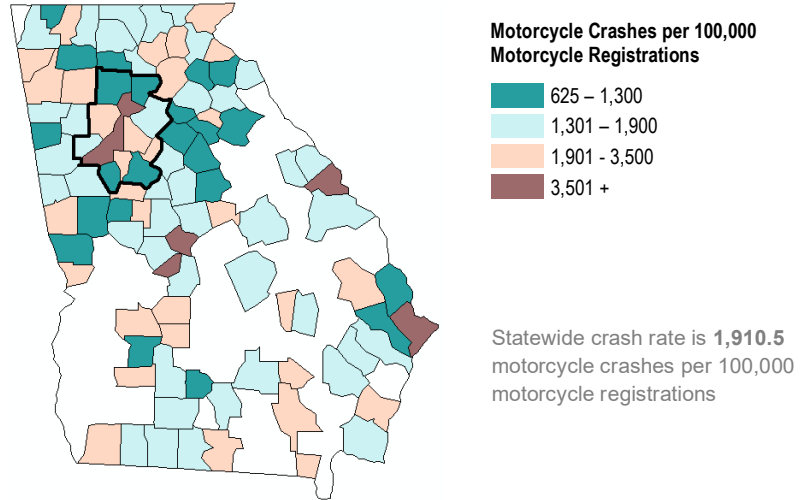 Motorcycle Crashes per 100,000
Motorcycle Registrations
625 – 1,300
1,301 – 1,900
1,901 - 3,500
3,501 +
Statewide crash rate is 1,910.5
motorcycle crashes per 100,000
motorcycle registrations